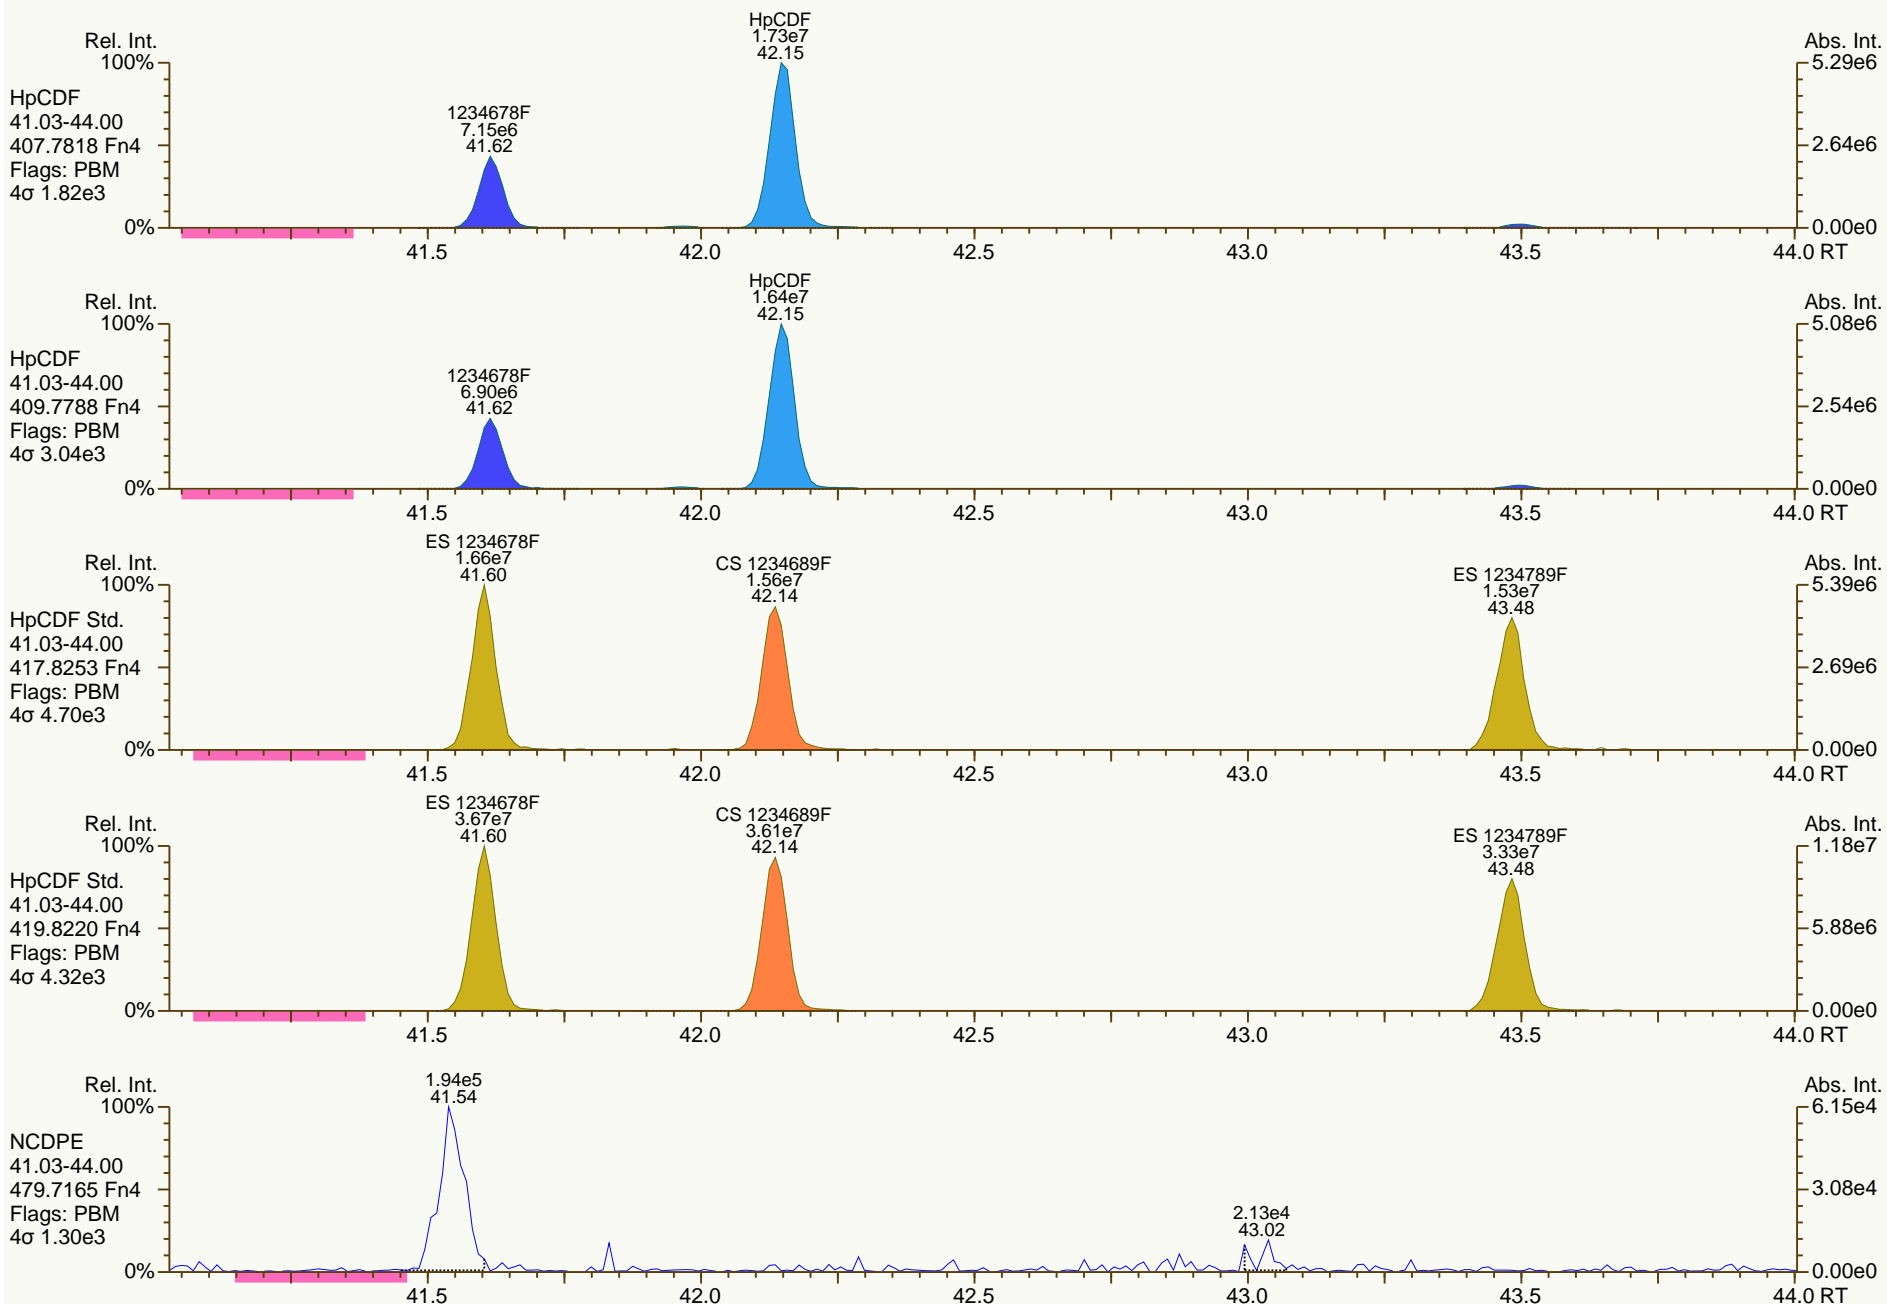 HpCDF
1.73e7
42.15
Rel. Int.
Abs. Int.
100%
5.29e6
HpCDF
41.03-44.00
407.7818 Fn4
Flags: PBM
4σ 1.82e3
1234678F
7.15e6
41.62
2.64e6
0%
0.00e0
41.5
42.0
42.5
43.0
43.5
44.0 RT
HpCDF
1.64e7
42.15
Rel. Int.
Abs. Int.
100%
5.08e6
HpCDF
41.03-44.00
409.7788 Fn4
Flags: PBM
4σ 3.04e3
1234678F
6.90e6
41.62
2.54e6
0%
0.00e0
41.5
42.0
42.5
43.0
43.5
44.0 RT
ES 1234678F
1.66e7
41.60
CS 1234689F
1.56e7
42.14
ES 1234789F
1.53e7
43.48
Rel. Int.
Abs. Int.
100%
5.39e6
HpCDF Std.
41.03-44.00
417.8253 Fn4
Flags: PBM
4σ 4.70e3
2.69e6
0%
0.00e0
41.5
42.0
42.5
43.0
43.5
44.0 RT
ES 1234678F
3.67e7
41.60
CS 1234689F
3.61e7
42.14
ES 1234789F
3.33e7
43.48
Rel. Int.
Abs. Int.
100%
1.18e7
HpCDF Std.
41.03-44.00
419.8220 Fn4
Flags: PBM
4σ 4.32e3
5.88e6
0%
0.00e0
41.5
42.0
42.5
43.0
43.5
44.0 RT
1.94e5
41.54
Rel. Int.
Abs. Int.
100%
6.15e4
NCDPE
41.03-44.00
479.7165 Fn4
Flags: PBM
4σ 1.30e3
3.08e4
2.13e4
43.02
0%
0.00e0
41.5
42.0
42.5
43.0
43.5
44.0 RT